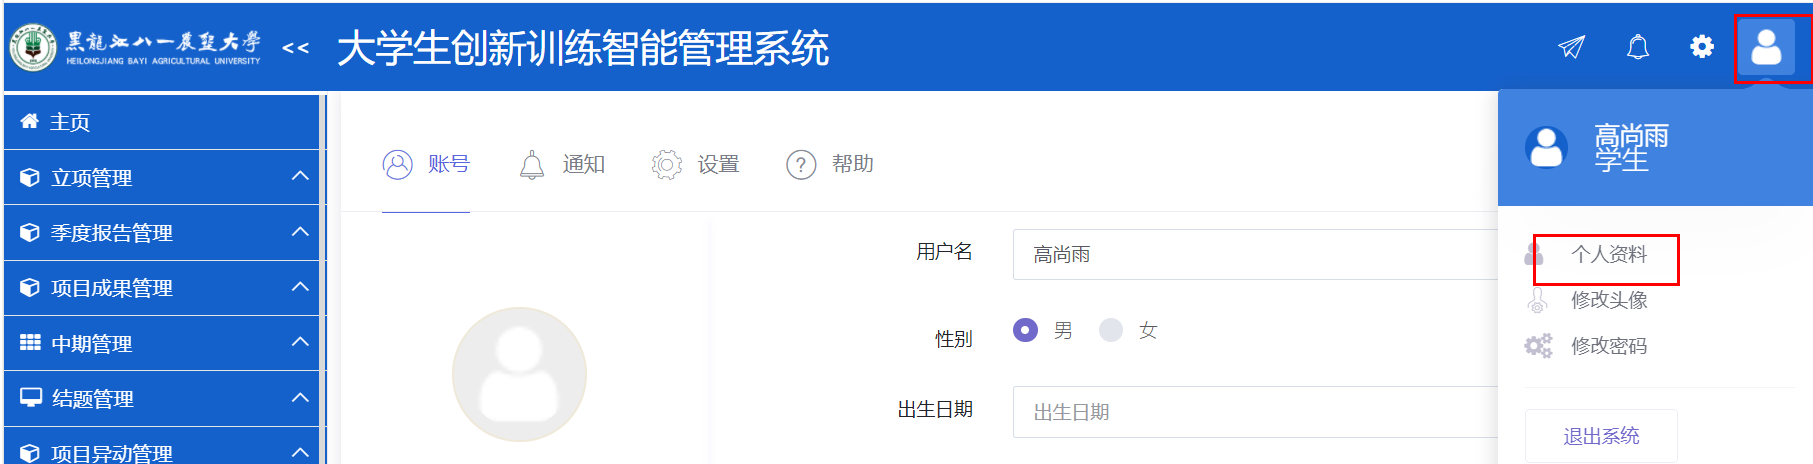 黑龍江八一農墾大學
HEILONGJIANG BAYI AGRICULTURAL UNIVERSITY
<<
大学生创新训练智能管理系统
主页
立项管理
季度报告管理
项目成果管理
中期管理
结题管理
项目异动管理
账号
通知
设置
帮助
用户名
高尚雨
性别
男
女
出生日期
出生日期
高尚雨
学生
个人资料
修改头像
修改密码
退出系统